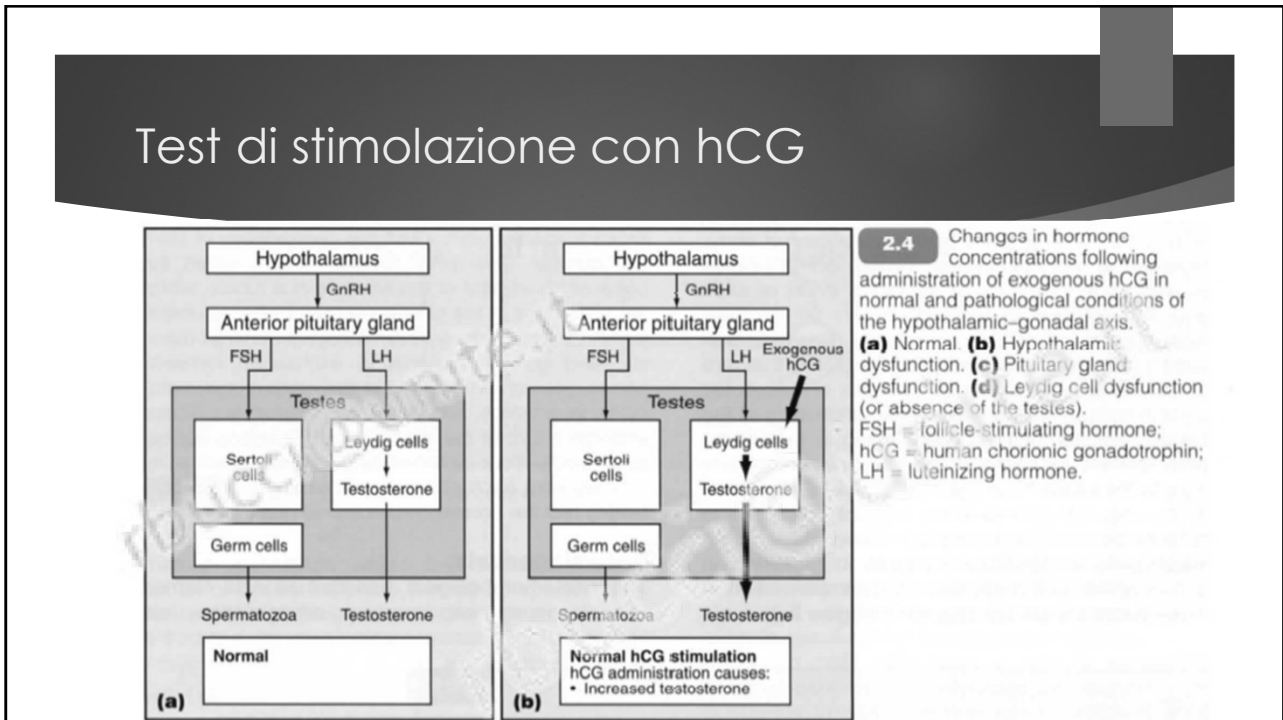 Test di stimolazione con hCG
Hypothalamus
GnRH
Anterior pituitary gland
FSH
LH
Testes
Sertoli
cells
Leydig cells
Testosterone
Germ cells
Spermatozoa
Testosterone
Normal
(a)
Hypothalamus
GnRH
Anterior pituitary gland
FSH
LH
Exogenous
hCG
Testes
Sertoli
cells
Leydig cells
Testosterone
Germ cells
Spermatozoa
Testosterone
Normal hCG stimulation
hCG administration causes:
• Increased testosterone
(b)
2.4 Changes in hormone
concentrations following
administration of exogenous hCG in
normal and pathological conditions of
the hypothalamic–gonadal axis.
(a) Normal. (b) Hypothalamic
dysfunction. (c) Pituitary gland
dysfunction. (d) Leydig cell dysfunction
(or absence of the testes).
FSH = follicle-stimulating hormone;
hCG = human chorionic gonadotrophin;
LH = luteinizing hormone.